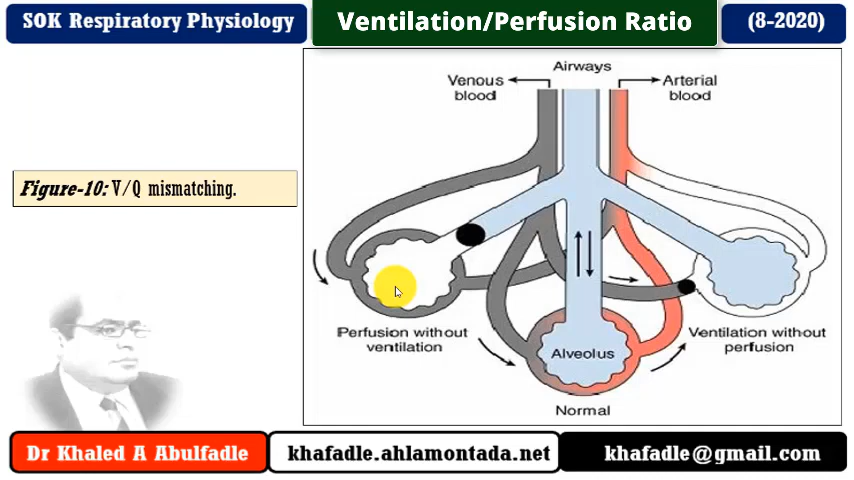 SOK Respiratory Physiology
Ventilation/Perfusion Ratio
(8-2020)
Airways
Venous
blood
Arterial
blood
Figure-10: V/Q mismatching.
Perfusion without
ventilation
Ventilation without
perfusion
Alveolus
Normal
Dr Khaled A Abulfadle
khafadle.ahlamontada.net
khafadle@gmail.com